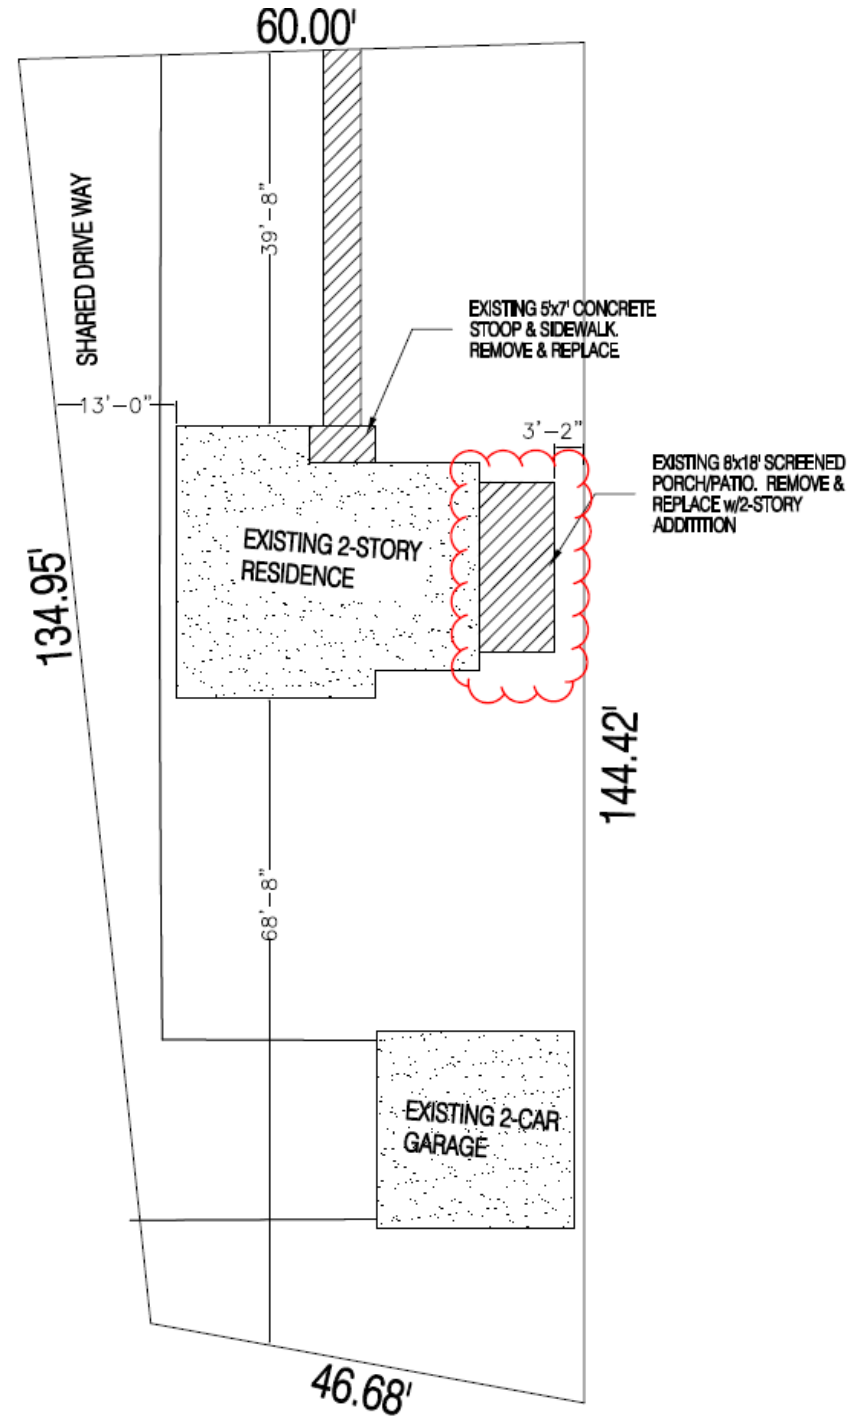 60.00'
SHARED DRIVE WAY
39'-8"
EXISTING 5'x7' CONCRETE
STOOP & SIDEWALK.
REMOVE & REPLACE
13'-0"
3'-2"
EXISTING 8'x18' SCREENED
PORCH/PATIO. REMOVE &
REPLACE w/2-STORY
ADDITITION
EXISTING 2-STORY
RESIDENCE
134.95'
144.42'
68'-8"
EXISTING 2-CAR
GARAGE
46.68'